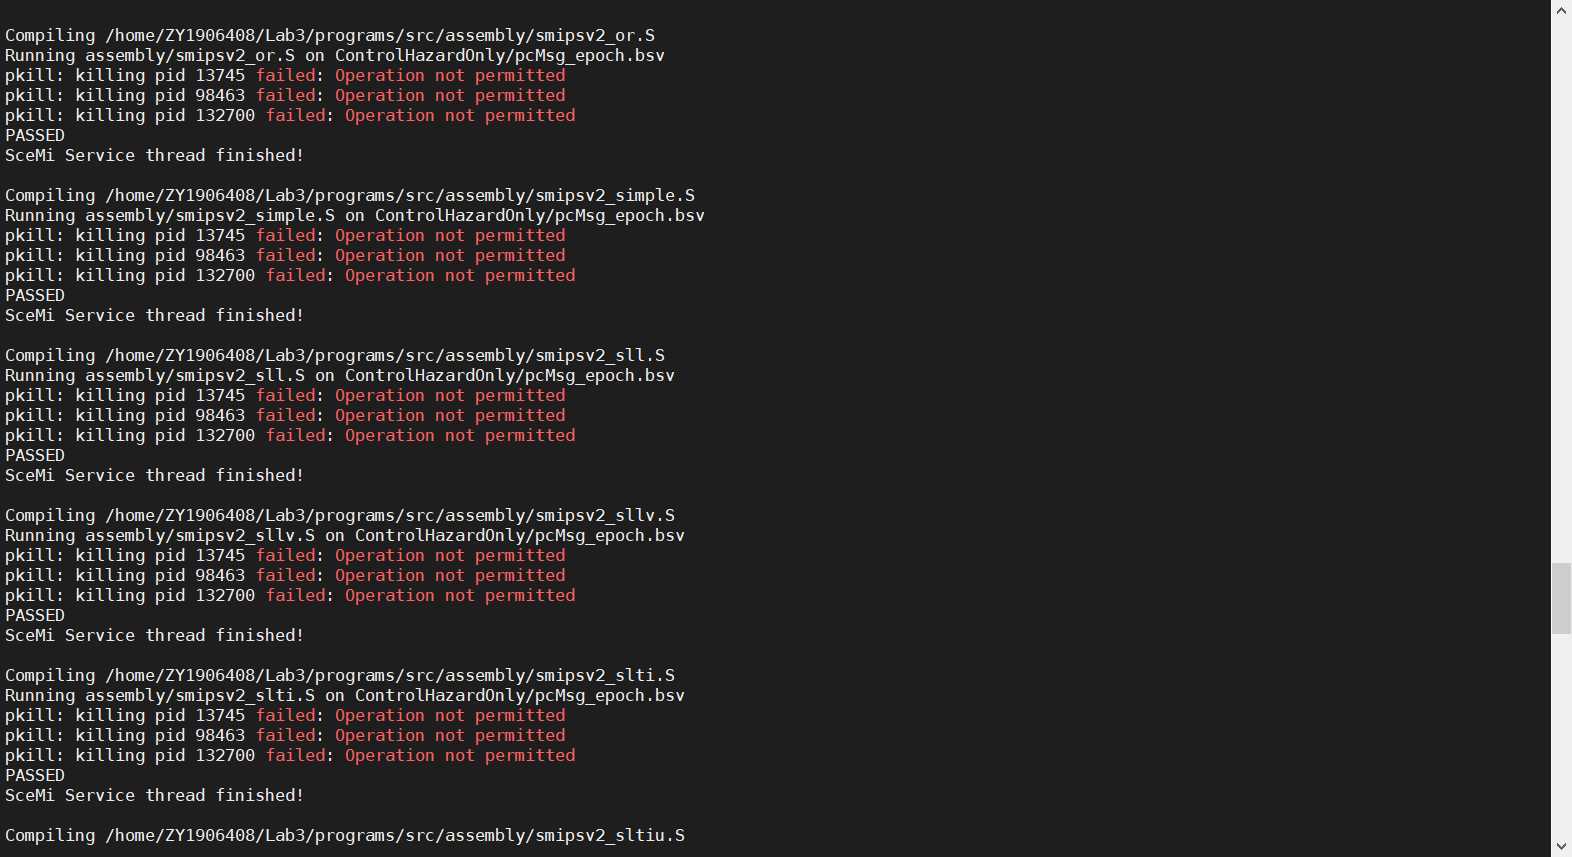 Compiling /home/ZY1906408/Lab3/programs/src/assembly/smipsv2_or.S
Running assembly/smipsv2_or.S on ControlHazardOnly/pcMsg_epoch.bsv
pkill: killing pid 13745 failed: Operation not permitted
pkill: killing pid 98463 failed: Operation not permitted
pkill: killing pid 132700 failed: Operation not permitted
PASSED
SceMi Service thread finished!
Compiling /home/ZY1906408/Lab3/programs/src/assembly/smipsv2_simple.S
Running assembly/smipsv2_simple.S on ControlHazardOnly/pcMsg_epoch.bsv
pkill: killing pid 13745 failed: Operation not permitted
pkill: killing pid 98463 failed: Operation not permitted
pkill: killing pid 132700 failed: Operation not permitted
PASSED
SceMi Service thread finished!
Compiling /home/ZY1906408/Lab3/programs/src/assembly/smipsv2_sll.S
Running assembly/smipsv2_sll.S on ControlHazardOnly/pcMsg_epoch.bsv
pkill: killing pid 13745 failed: Operation not permitted
pkill: killing pid 98463 failed: Operation not permitted
pkill: killing pid 132700 failed: Operation not permitted
PASSED
SceMi Service thread finished!
Compiling /home/ZY1906408/Lab3/programs/src/assembly/smipsv2_sllv.S
Running assembly/smipsv2_sllv.S on ControlHazardOnly/pcMsg_epoch.bsv
pkill: killing pid 13745 failed: Operation not permitted
pkill: killing pid 98463 failed: Operation not permitted
pkill: killing pid 132700 failed: Operation not permitted
PASSED
SceMi Service thread finished!
Compiling /home/ZY1906408/Lab3/programs/src/assembly/smipsv2_slti.S
Running assembly/smipsv2_slti.S on ControlHazardOnly/pcMsg_epoch.bsv
pkill: killing pid 13745 failed: Operation not permitted
pkill: killing pid 98463 failed: Operation not permitted
pkill: killing pid 132700 failed: Operation not permitted
PASSED
SceMi Service thread finished!
Compiling /home/ZY1906408/Lab3/programs/src/assembly/smipsv2_sltiu.S